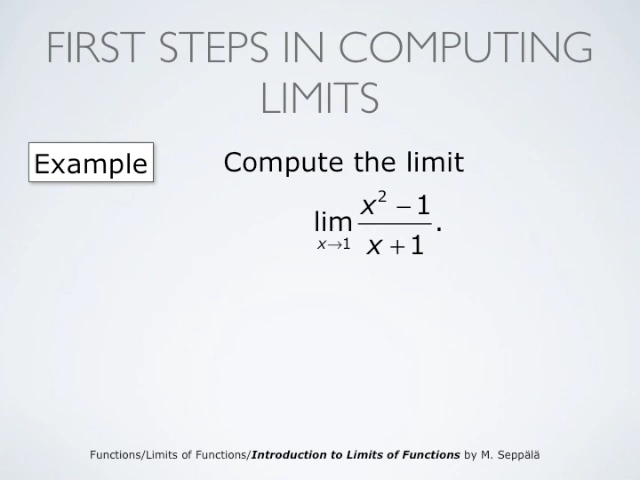 FIRST STEPS IN COMPUTING
LIMITS
Example
Compute the limit
lim x→1 (x² − 1)/(x + 1).
Functions/Limits of Functions/Introduction to Limits of Functions by M. Seppälä